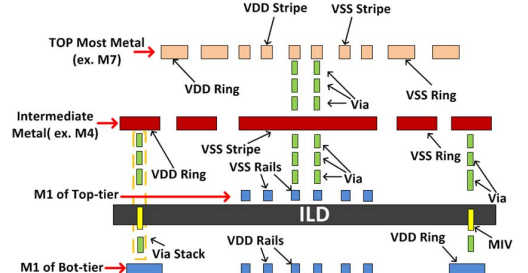 VDD Stripe
VSS Stripe
TOP Most Metal
(ex. M7)
VDD Ring
Via
VSS Ring
Intermediate
Metal( ex. M4)
VSS Stripe
VSS Ring
VDD Ring
VSS Rails
Via
Via
M1 of Top-tier
ILD
Via Stack
VDD Rails
VDD Ring
MIV
M1 of Bot-tier